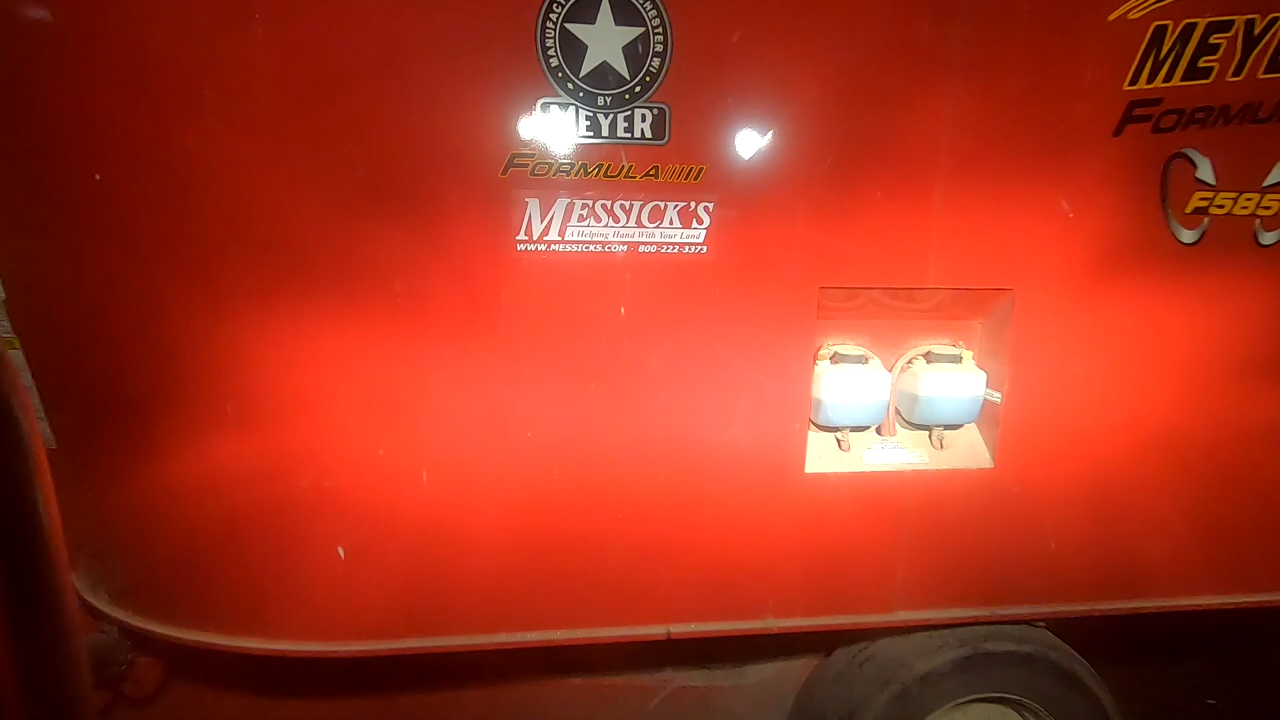 MANUFAC
CHESTER WI
BY
MEYER
FORMULA
MESSICK'S
A Helping Hand With Your Land
WWW.MESSICKS.COM · 800-222-3373
MEYE
FORMU
F585